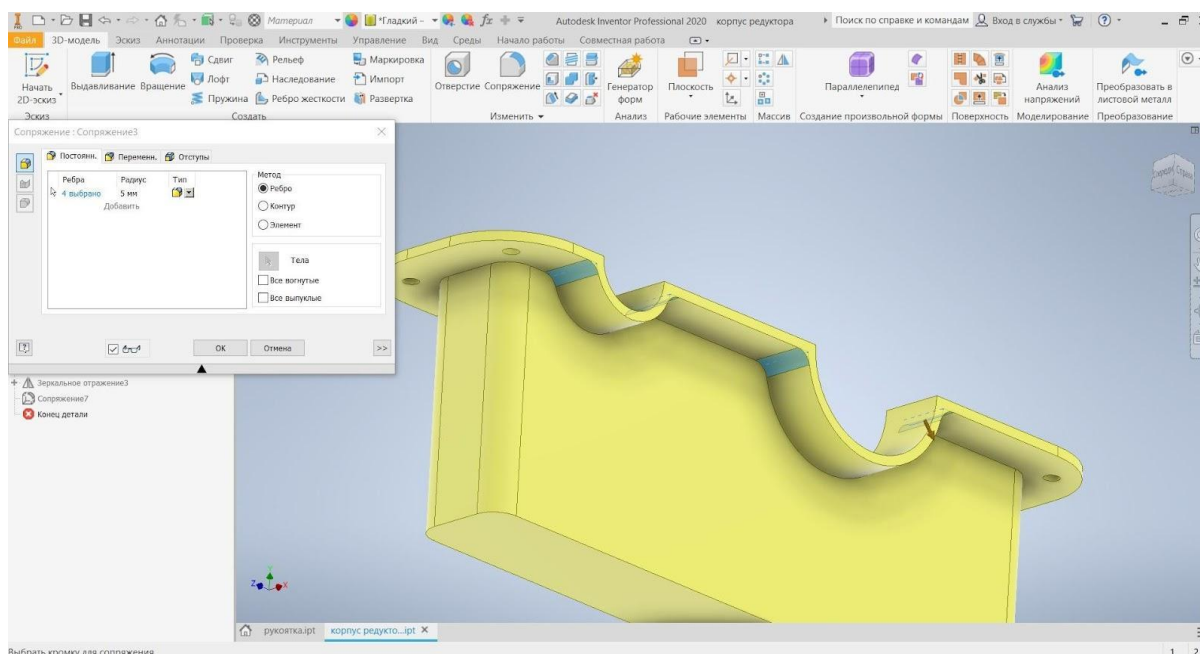 Материал
*Гладкий -
Autodesk Inventor Professional 2020 корпус редуктора
Поиск по справке и командам
Вход в службы
Файл 3D-модель Эскиз Аннотации Проверка Инструменты Управление Вид Среды Начало работы Совместная работа
Начать
2D-эскиз
Выдавливание Вращение
Сдвиг
Лофт
Пружина
Рельеф
Наследование
Ребро жесткости
Маркировка
Импорт
Развертка
Отверстие Сопряжение
Генератор
форм
Плоскость
Параллелепипед
Анализ
напряжений
Преобразовать в
листовой металл
Эскиз Создать Изменить Анализ Рабочие элементы Массив Создание произвольной формы Поверхность Моделирование Преобразование
Сопряжение : Сопряжение3
Постоянн. Переменн. Отступы
Ребра Радиус Тип
4 выбрано 5 мм
Добавить
Метод
Ребро
Контур
Элемент
Тела
Все вогнутые
Все выпуклые
ОК Отмена >>
Зеркальное отражение3
Сопряжение7
Конец детали
Z Y X
рукоятка.ipt корпус редукто...ipt X
Выбрать кромку для сопряжения
1 2